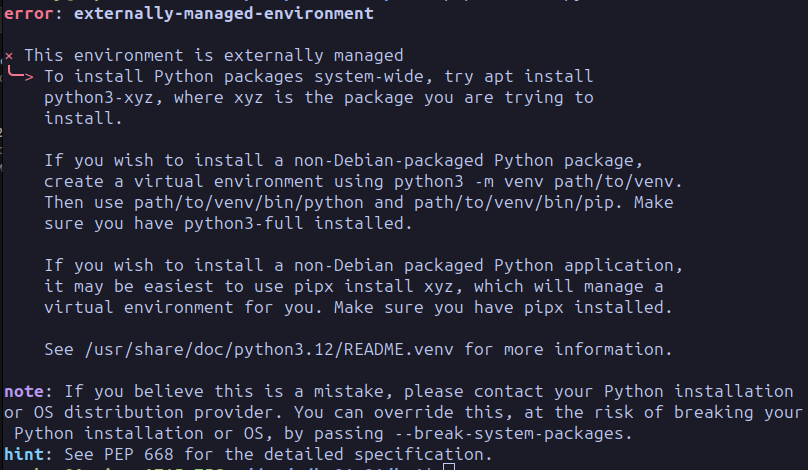 error: externally-managed-environment
× This environment is externally managed
╰─> To install Python packages system-wide, try apt install
python3-xyz, where xyz is the package you are trying to
install.
If you wish to install a non-Debian-packaged Python package,
create a virtual environment using python3 -m venv path/to/venv.
Then use path/to/venv/bin/python and path/to/venv/bin/pip. Make
sure you have python3-full installed.
If you wish to install a non-Debian packaged Python application,
it may be easiest to use pipx install xyz, which will manage a
virtual environment for you. Make sure you have pipx installed.
See /usr/share/doc/python3.12/README.venv for more information.
note: If you believe this is a mistake, please contact your Python installation
or OS distribution provider. You can override this, at the risk of breaking your
Python installation or OS, by passing --break-system-packages.
hint: See PEP 668 for the detailed specification.